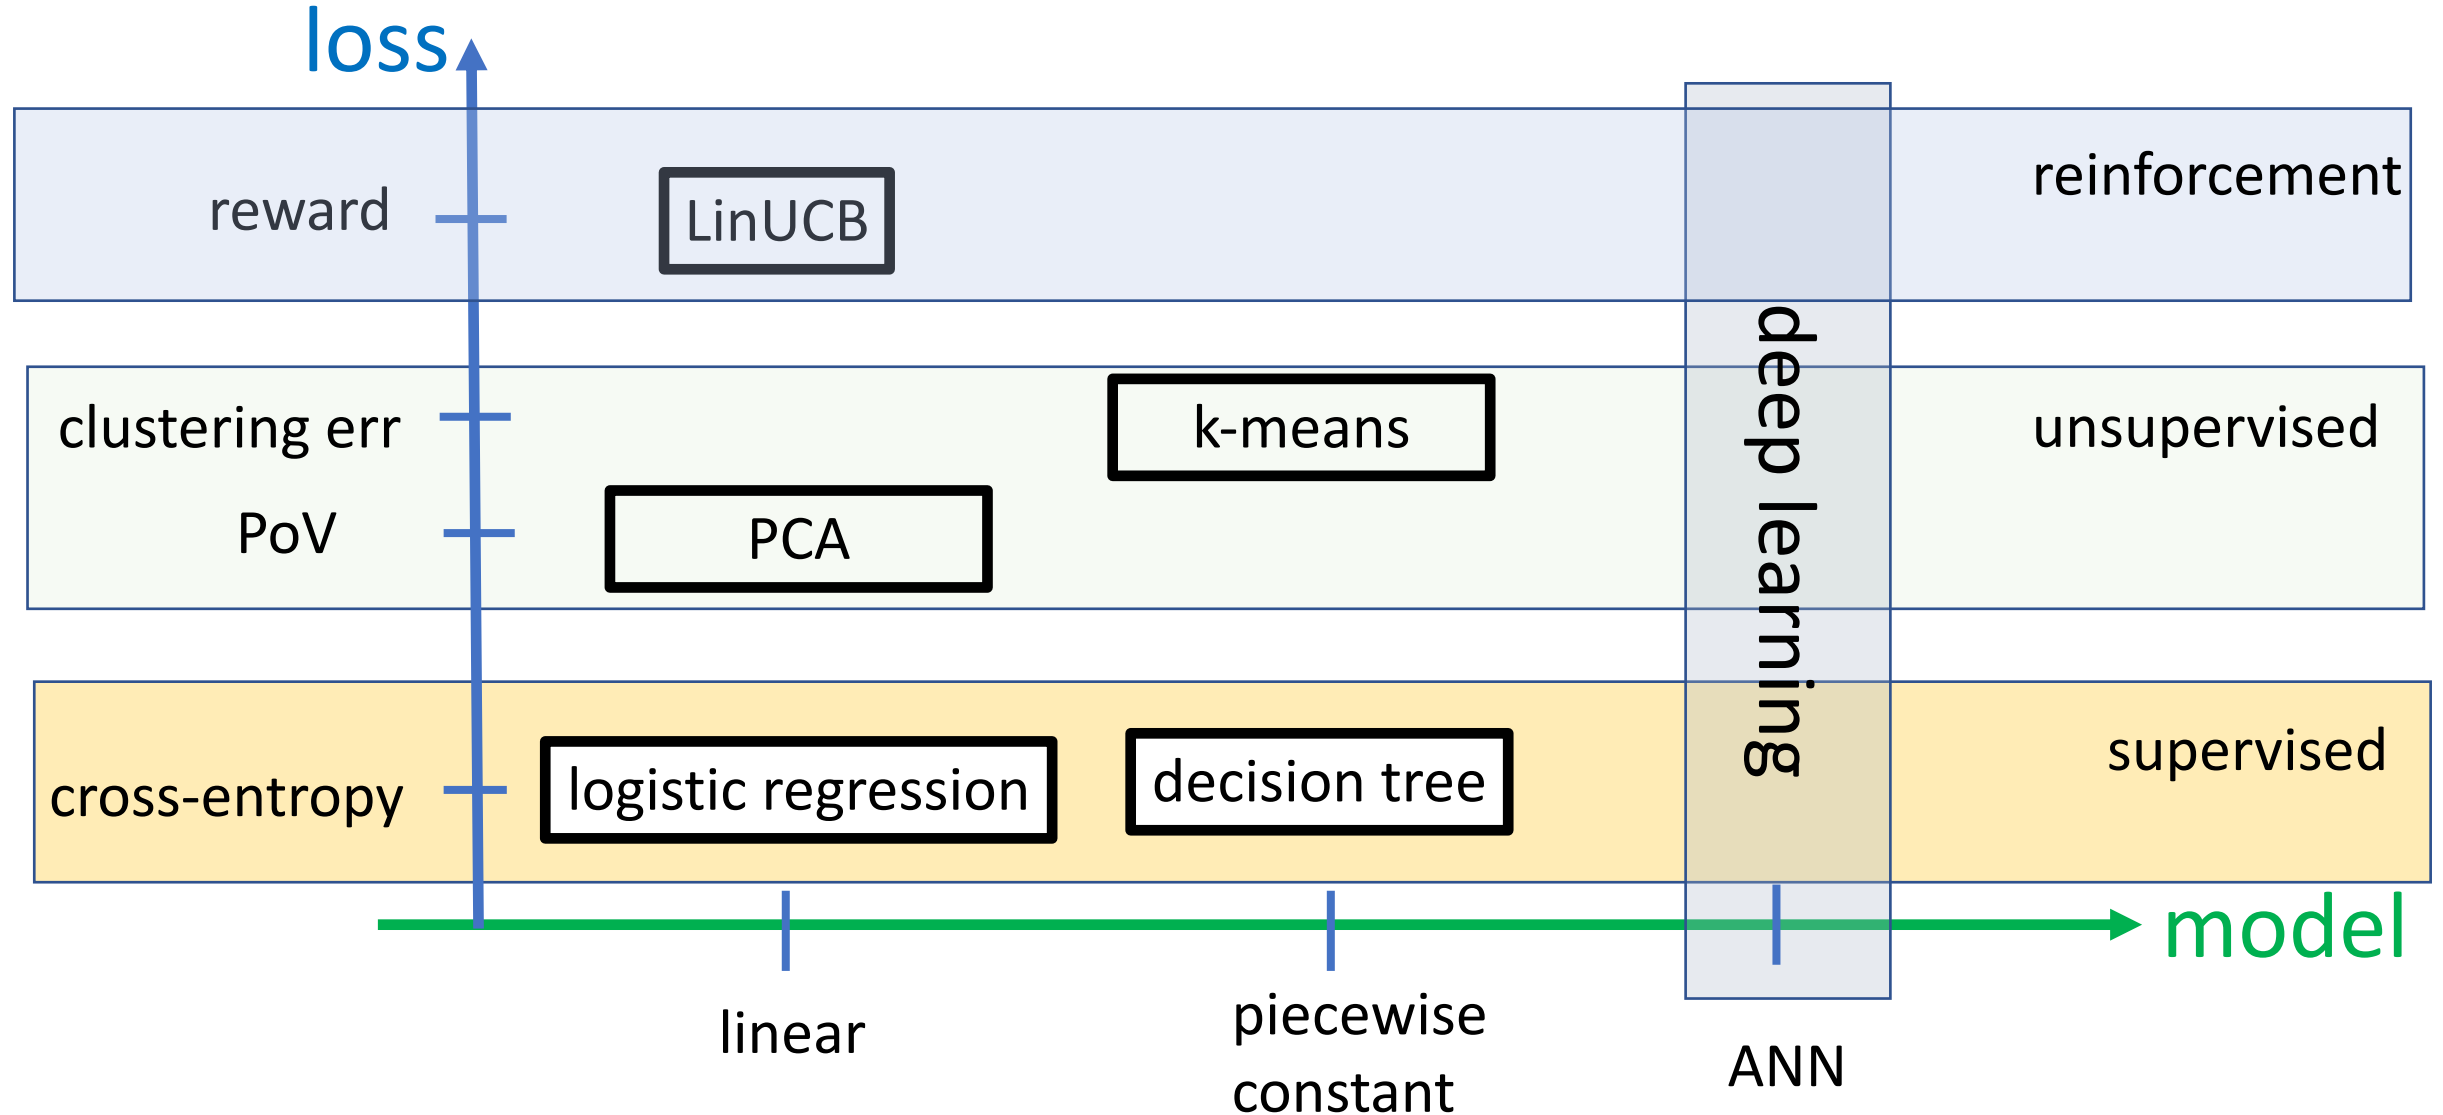 loss
reward
LinUCB
reinforcement
clustering err
k-means
unsupervised
PoV
PCA
deep learning
cross-entropy
logistic regression
decision tree
supervised
model
linear
piecewise
constant
ANN